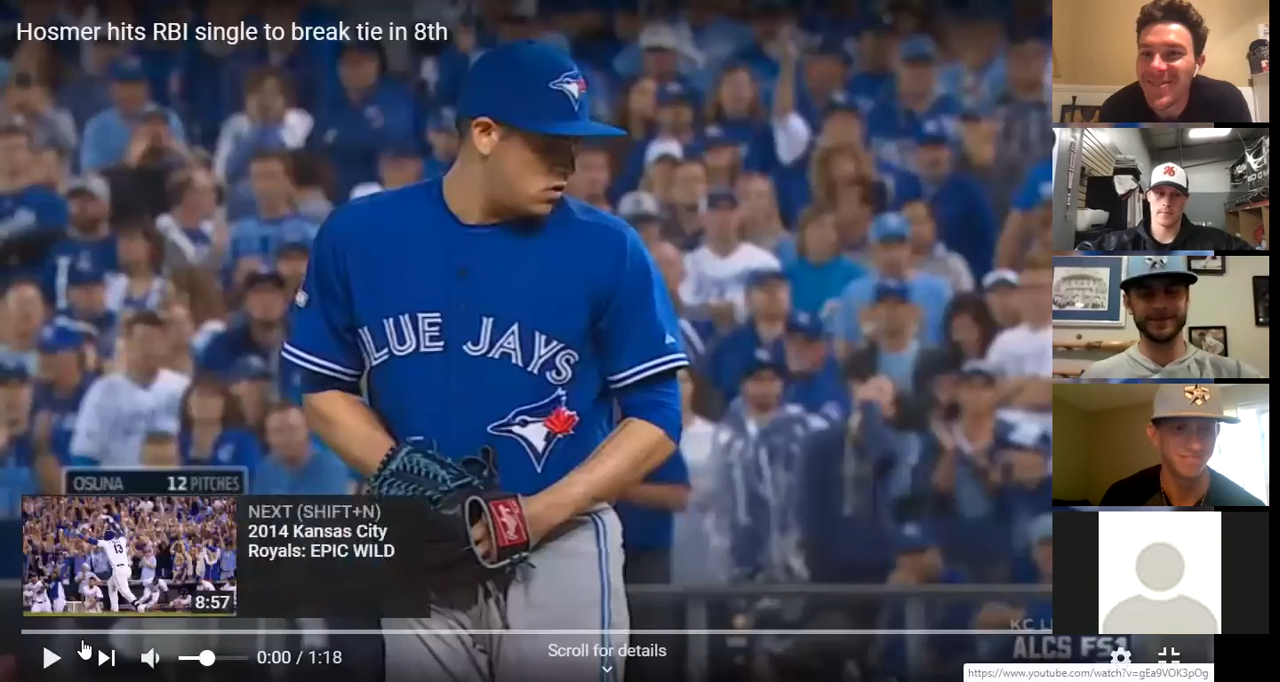 Hosmer hits RBI single to break tie in 8th
BLUE JAYS
OSUNA 12 PITCHES
NEXT (SHIFT+N)
2014 Kansas City
Royals: EPIC WILD
13
8:57
KC L
ALCS FS1
0:00 / 1:18
Scroll for details
https://www.youtube.com/watch?v=gEa9VOK3pOg